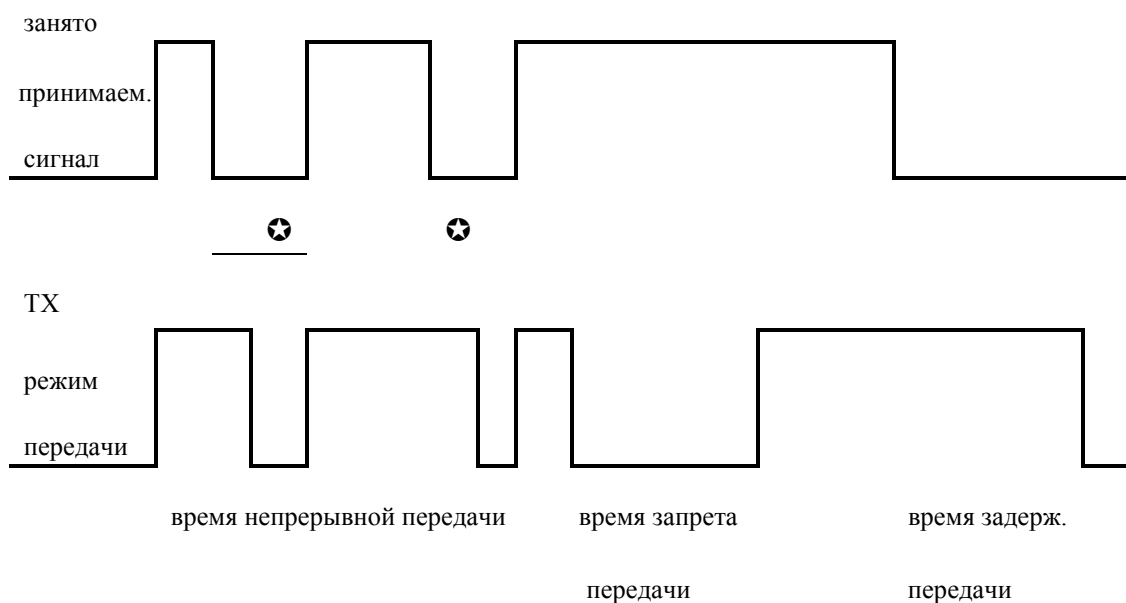 занято
принимаем.
сигнал
✪ ✪
TX
режим
передачи
время непрерывной передачи время запрета время задерж.
передачи передачи